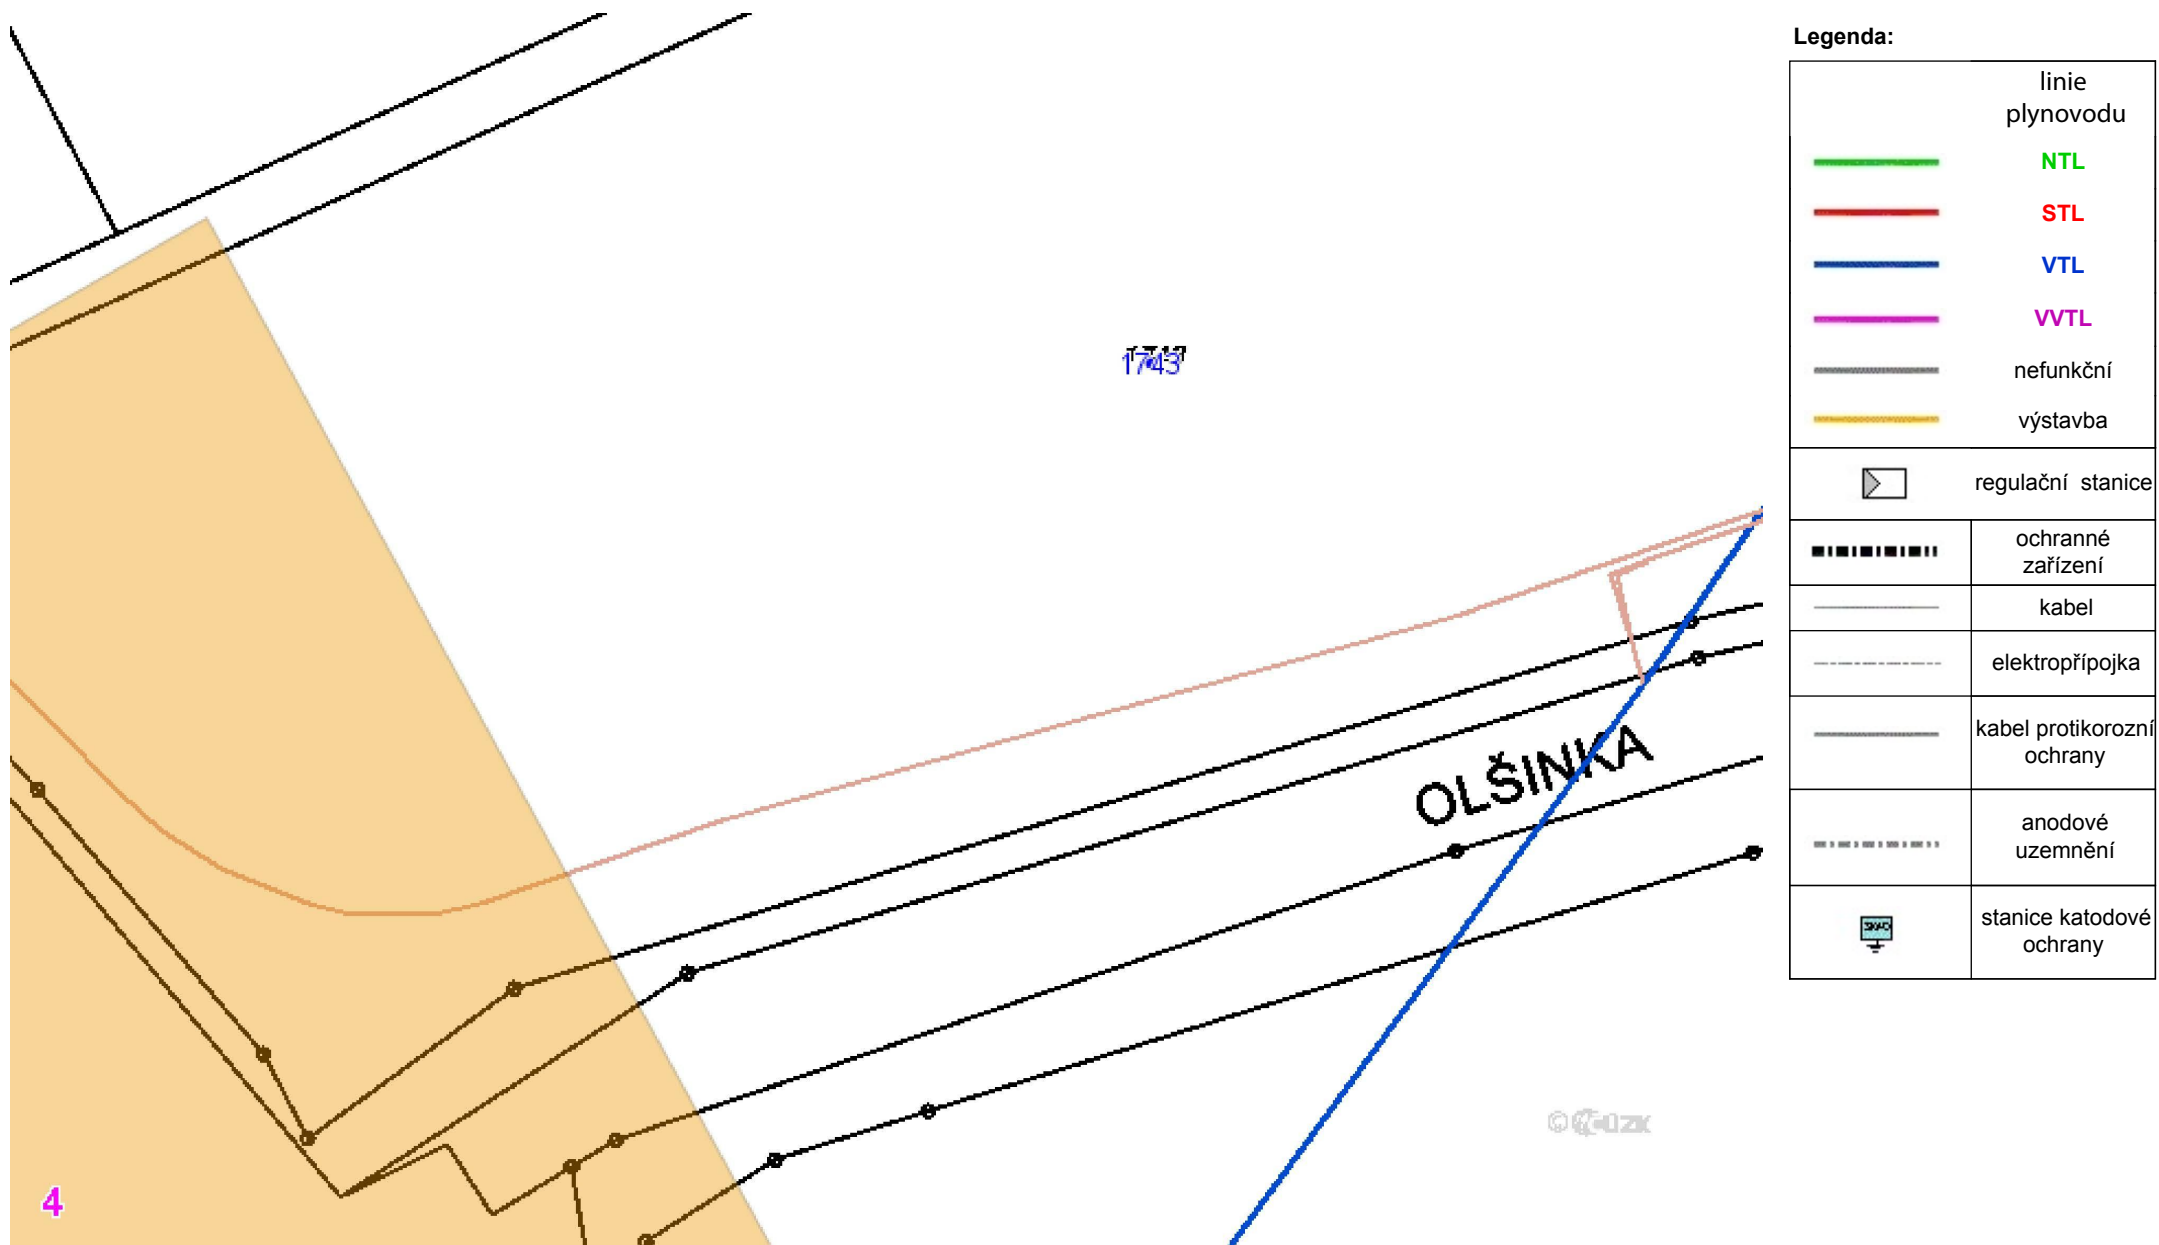 Legenda:
linie
plynovodu
NTL
STL
VTL
VVTL
nefunkční
výstavba
regulační stanice
ochranné
zařízení
kabel
elektropřípojka
kabel protikorozní
ochrany
anodové
uzemnění
stanice katodové
ochrany
1743
OLŠINKA
4